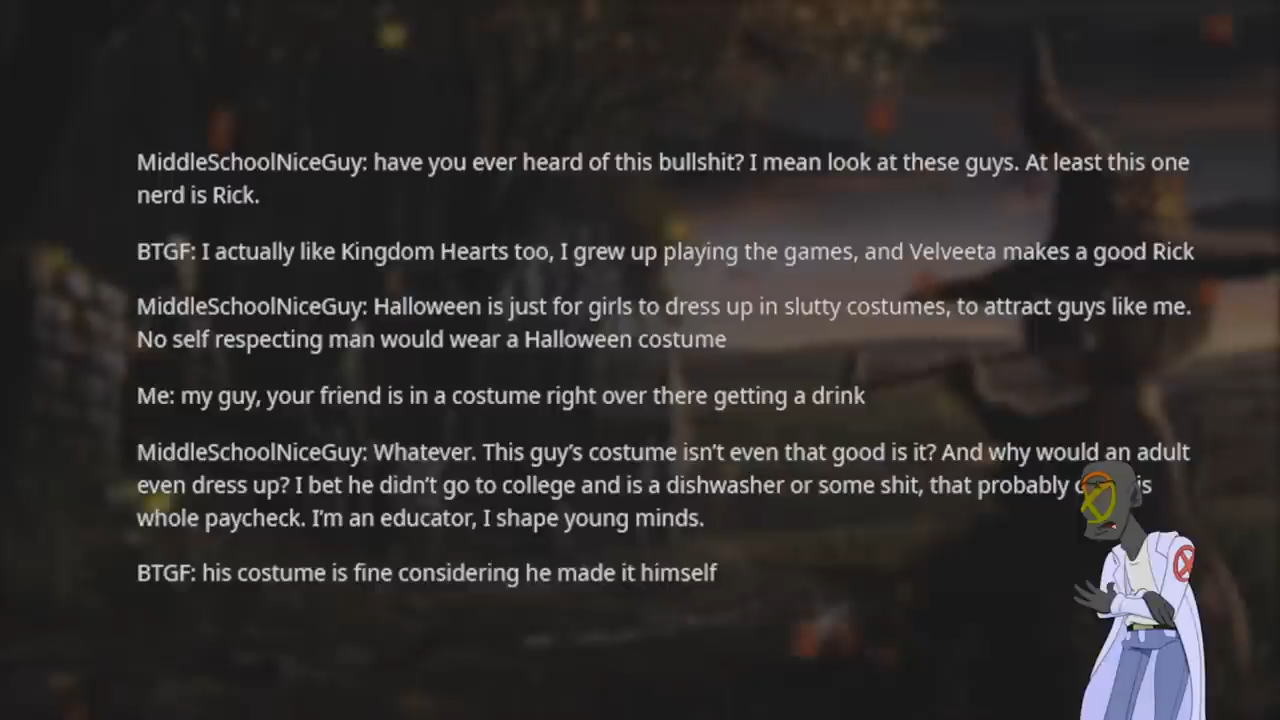 MiddleSchoolNiceGuy: have you ever heard of this bullshit? I mean look at these guys. At least this one
nerd is Rick.
BTGF: I actually like Kingdom Hearts too, I grew up playing the games, and Velveeta makes a good Rick
MiddleSchoolNiceGuy: Halloween is just for girls to dress up in slutty costumes, to attract guys like me.
No self respecting man would wear a Halloween costume
Me: my guy, your friend is in a costume right over there getting a drink
MiddleSchoolNiceGuy: Whatever. This guy’s costume isn’t even that good is it? And why would an adult
even dress up? I bet he didn’t go to college and is a dishwasher or some shit, that probably
whole paycheck. I’m an educator, I shape young minds.
BTGF: his costume is fine considering he made it himself